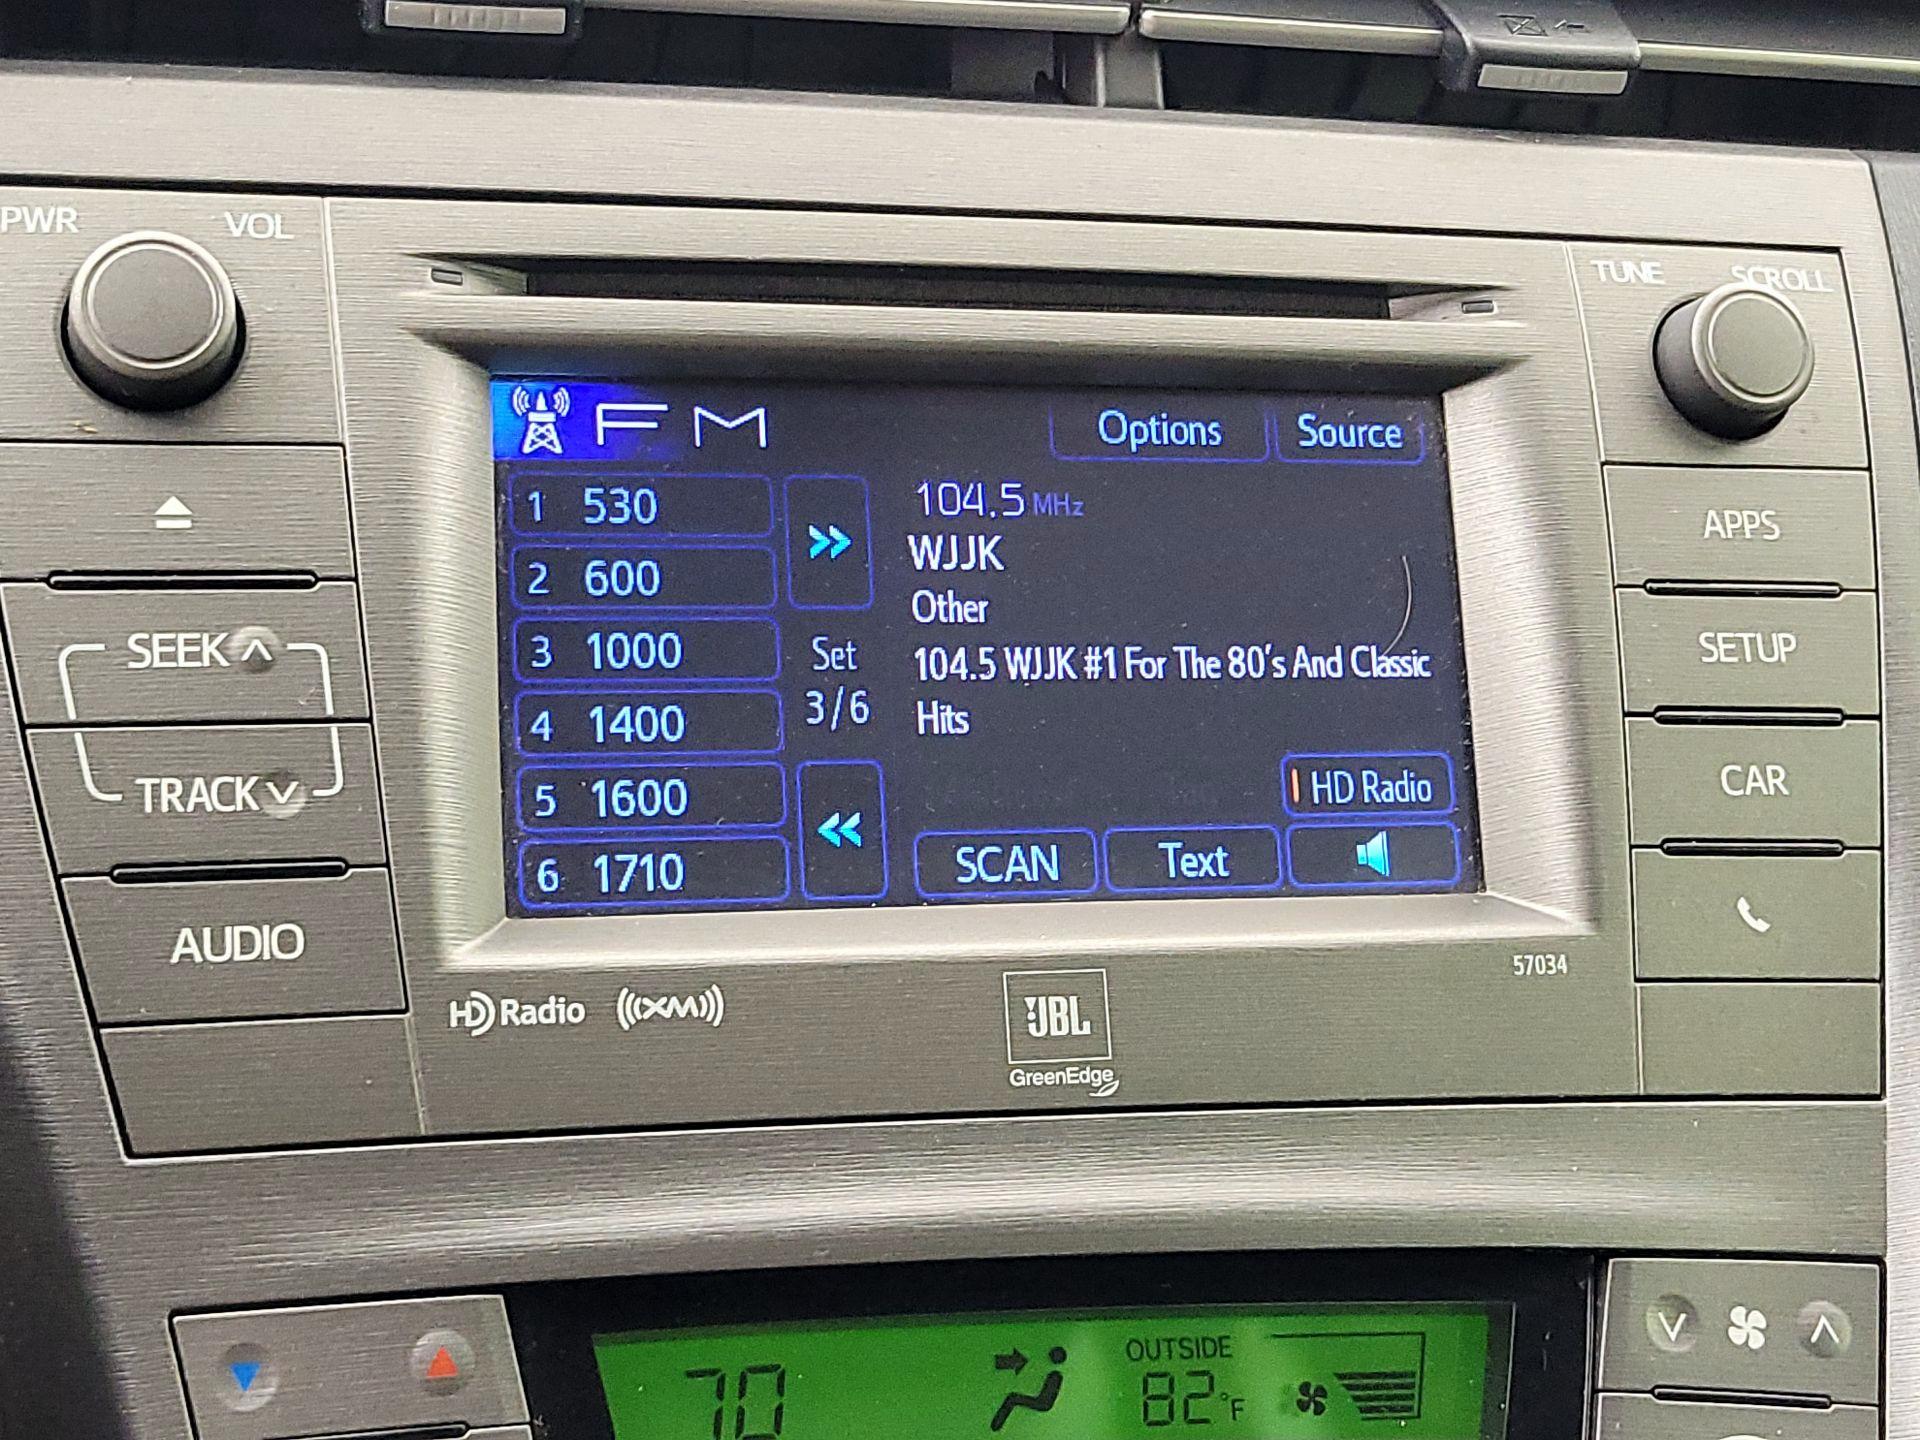 PWR VOL
TUNE SCROLL
FM
Options
Source
1 530
2 600
3 1000
4 1400
5 1600
6 1710
Set
3/6
104.5 MHz
WJJK
Other
104.5 WJJK #1 For The 80's And Classic
Hits
HD Radio
SCAN
Text
SEEK
TRACK
AUDIO
APPS
SETUP
CAR
57034
HD Radio
((XM))
JBL
GreenEdge
70
OUTSIDE
82°F